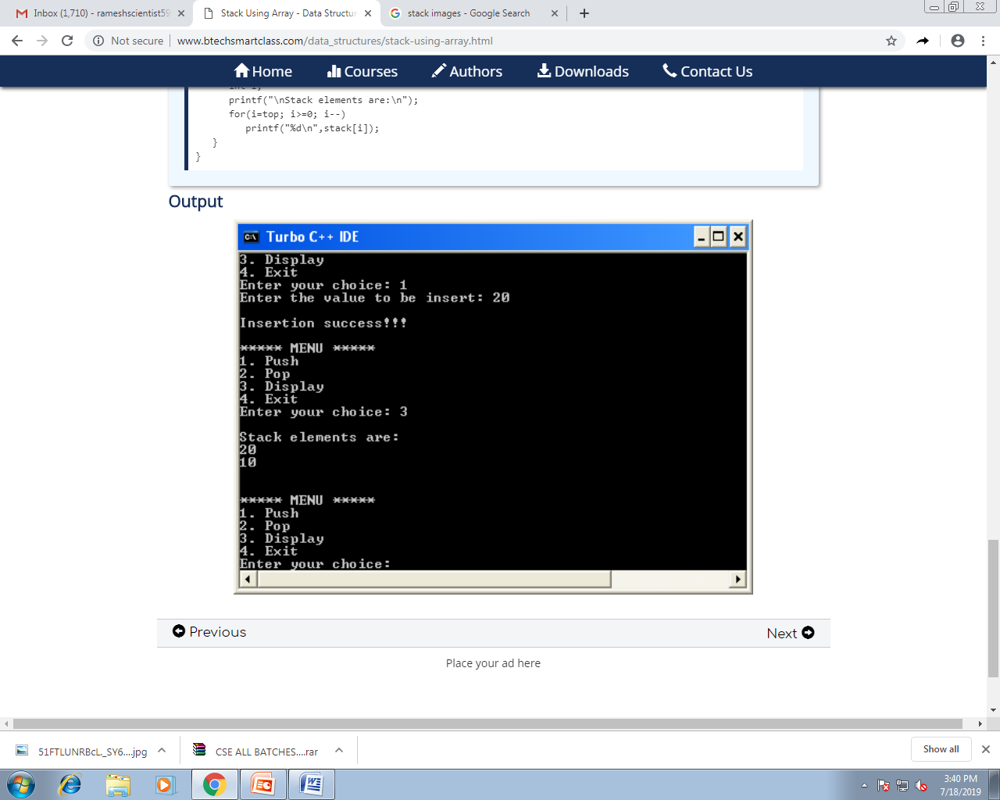 Inbox (1,710) - rameshscientist59
Stack Using Array - Data Structur
stack images - Google Search
Not secure | www.btechsmartclass.com/data_structures/stack-using-array.html
Home Courses Authors Downloads Contact Us
int i;
printf("\nStack elements are:\n");
for(i=top; i>=0; i--)
printf("%d\n",stack[i]);
}
}
Output
Turbo C++ IDE
3. Display
4. Exit
Enter your choice: 1
Enter the value to be insert: 20
Insertion success!!!
***** MENU *****
1. Push
2. Pop
3. Display
4. Exit
Enter your choice: 3
Stack elements are:
20
10
***** MENU *****
1. Push
2. Pop
3. Display
4. Exit
Enter your choice:
Previous
Next
Place your ad here
51FTLUNRBcL._SY6....jpg
CSE ALL BATCHES....rar
Show all
3:40 PM
7/18/2019